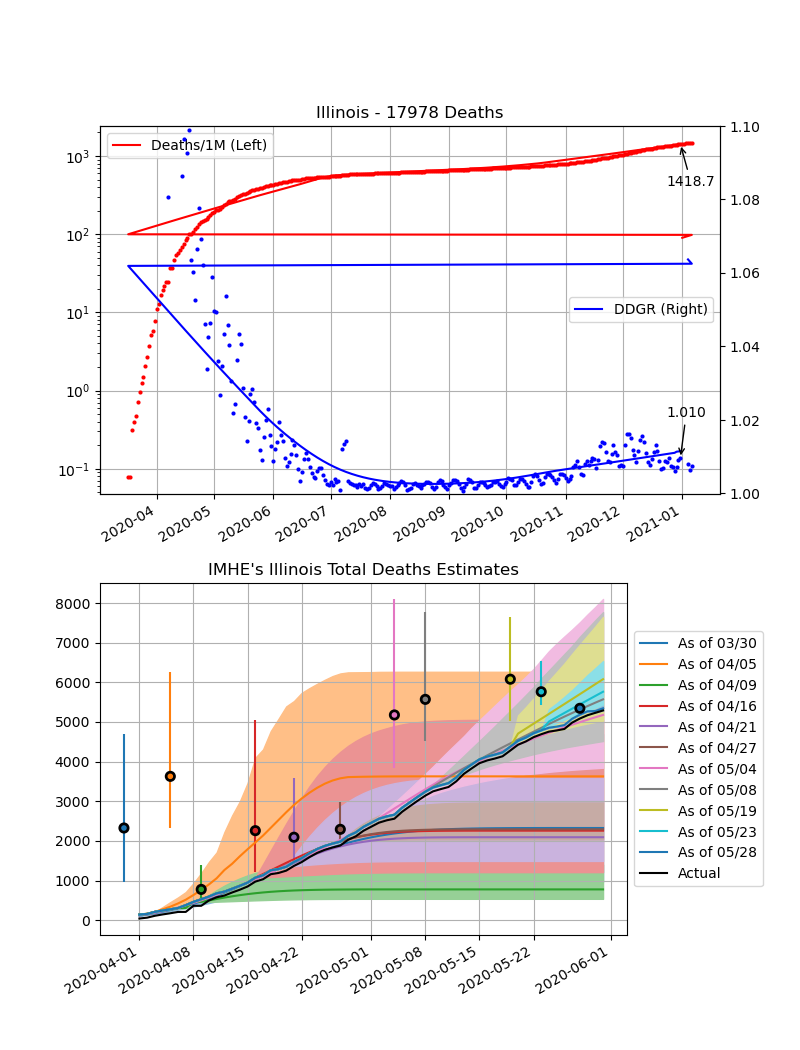 Illinois - 17978 Deaths
Deaths/1M (Left)
DDGR (Right)
1418.7
1.010
10³
10²
10¹
10⁰
10⁻¹
1.10
1.08
1.06
1.04
1.02
1.00
2020-04
2020-05
2020-06
2020-07
2020-08
2020-09
2020-10
2020-11
2020-12
2021-01
IMHE's Illinois Total Deaths Estimates
8000
7000
6000
5000
4000
3000
2000
1000
0
2020-04-01
2020-04-08
2020-04-15
2020-04-22
2020-05-01
2020-05-08
2020-05-15
2020-05-22
2020-06-01
As of 03/30
As of 04/05
As of 04/09
As of 04/16
As of 04/21
As of 04/27
As of 05/04
As of 05/08
As of 05/19
As of 05/23
As of 05/28
Actual